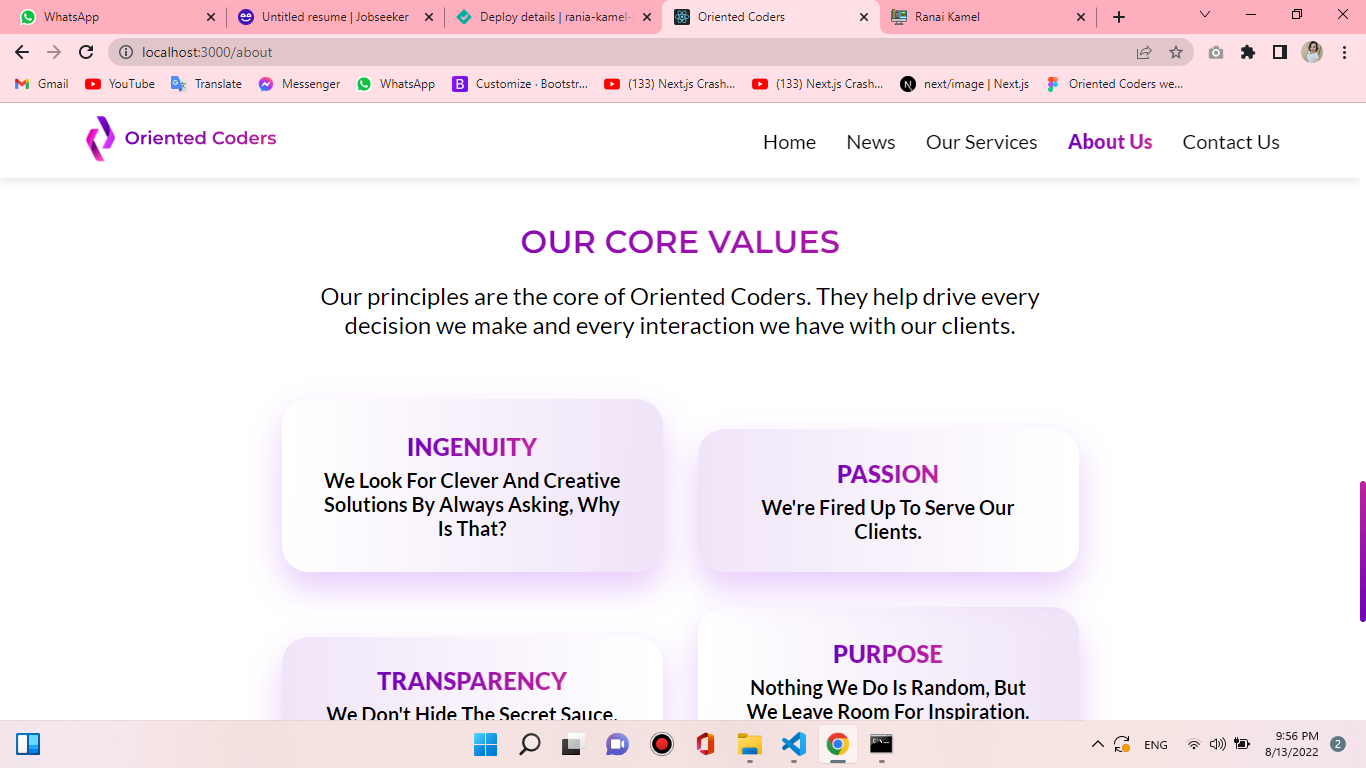 WhatsApp
Untitled resume | Jobseeker
Deploy details | rania-kamel-
Oriented Coders
Ranai Kamel
localhost:3000/about
Gmail
YouTube
Translate
Messenger
WhatsApp
Customize · Bootstr...
(133) Next.js Crash...
(133) Next.js Crash...
next/image | Next.js
Oriented Coders we...
Oriented Coders
Home
News
Our Services
About Us
Contact Us
OUR CORE VALUES
Our principles are the core of Oriented Coders. They help drive every
decision we make and every interaction we have with our clients.
INGENUITY
We Look For Clever And Creative
Solutions By Always Asking, Why
Is That?
PASSION
We're Fired Up To Serve Our
Clients.
TRANSPARENCY
We Don't Hide The Secret Sauce.
PURPOSE
Nothing We Do Is Random, But
We Leave Room For Inspiration.
ENG
9:56 PM
8/13/2022
2